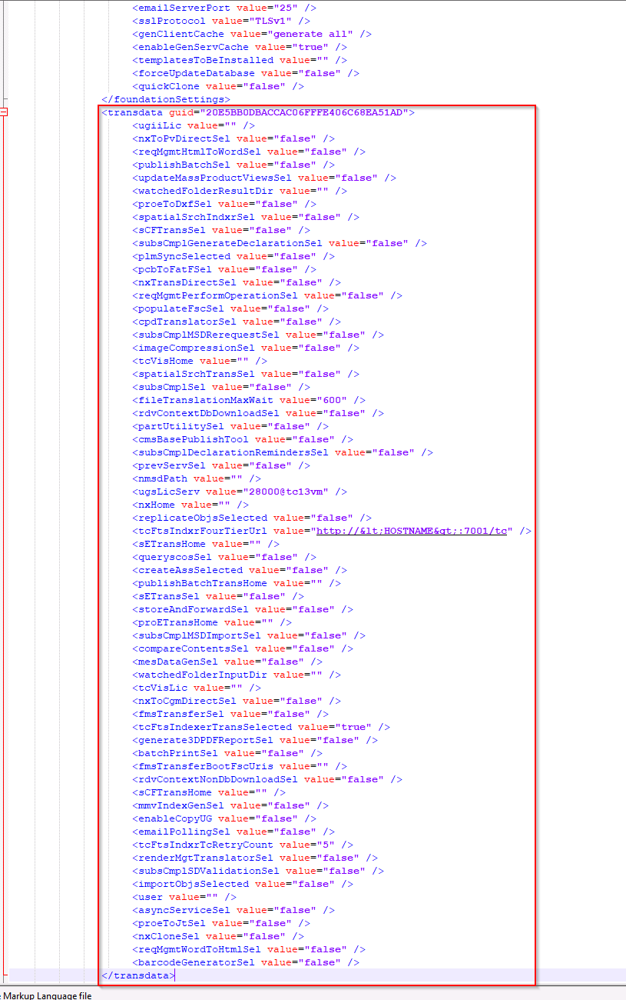 <emailServerPort value="25" />
<sslProtocol value="TLSv1" />
<genClientCache value="generate all" />
<enableGenServCache value="true" />
<templatesToBeInstalled value="" />
<forceUpdateDatabase value="false" />
<quickClone value="false" />
</foundationSettings>
<transdata guid="20E5BB0DBACCAC06FFFE406C68EA51AD">
<ugiiLic value="" />
<nxToPvDirectSel value="false" />
<reqMgmtHtmlToWordSel value="false" />
<publishBatchSel value="false" />
<updateMassProductViewsSel value="false" />
<watchedFolderResultDir value="" />
<proeToDxfSel value="false" />
<spatialSrchIndxrSel value="false" />
<sCFTransSel value="false" />
<subsCmplGenerateDeclarationSel value="false" />
<plmSyncSelected value="false" />
<pcbToFatFSel value="false" />
<nxTransDirectSel value="false" />
<reqMgmtPerformOperationSel value="false" />
<populateFscSel value="false" />
<cpdTranslatorSel value="false" />
<subsCmplMSDRerequestSel value="false" />
<imageCompressionSel value="false" />
<tcVisHome value="" />
<spatialSrchTransSel value="false" />
<subsCmplSel value="false" />
<fileTranslationMaxWait value="600" />
<rdvContextDbDownloadSel value="false" />
<partUtilitySel value="false" />
<cmsBasePublishTool value="false" />
<subsCmplDeclarationRemindersSel value="false" />
<prevServSel value="false" />
<nmsdPath value="" />
<ugsLicServ value="28000@tc13vm" />
<nxHome value="" />
<replicateObjsSelected value="false" />
<tcFtsIndxrFourTierUrl value="http://&lt;HOSTNAME&gt;:7001/tc" />
<sETransHome value="" />
<queryscosSel value="false" />
<createAssSelected value="false" />
<publishBatchTransHome value="" />
<sETransSel value="false" />
<storeAndForwardSel value="false" />
<proETransHome value="" />
<subsCmplMSDImportSel value="false" />
<compareContentsSel value="false" />
<mesDataGenSel value="false" />
<watchedFolderInputDir value="" />
<tcVisLic value="" />
<nxToCgmDirectSel value="false" />
<fmsTransferSel value="false" />
<tcFtsIndexerTransSelected value="true" />
<generate3DPDFReportSel value="false" />
<batchPrintSel value="false" />
<fmsTransferBootFscUris value="" />
<rdvContextNonDbDownloadSel value="false" />
<sCFTransHome value="" />
<mmvIndexGenSel value="false" />
<enableCopyUG value="false" />
<emailPollingSel value="false" />
<tcFtsIndxrTcRetryCount value="5" />
<renderMgtTranslatorSel value="false" />
<subsCmplSDValidationSel value="false" />
<importObjsSelected value="false" />
<user value="" />
<asyncServiceSel value="false" />
<proeToJtSel value="false" />
<nxCloneSel value="false" />
<reqMgmtWordToHtmlSel value="false" />
<barcodeGeneratorSel value="false" />
</transdata>
Markup Language file